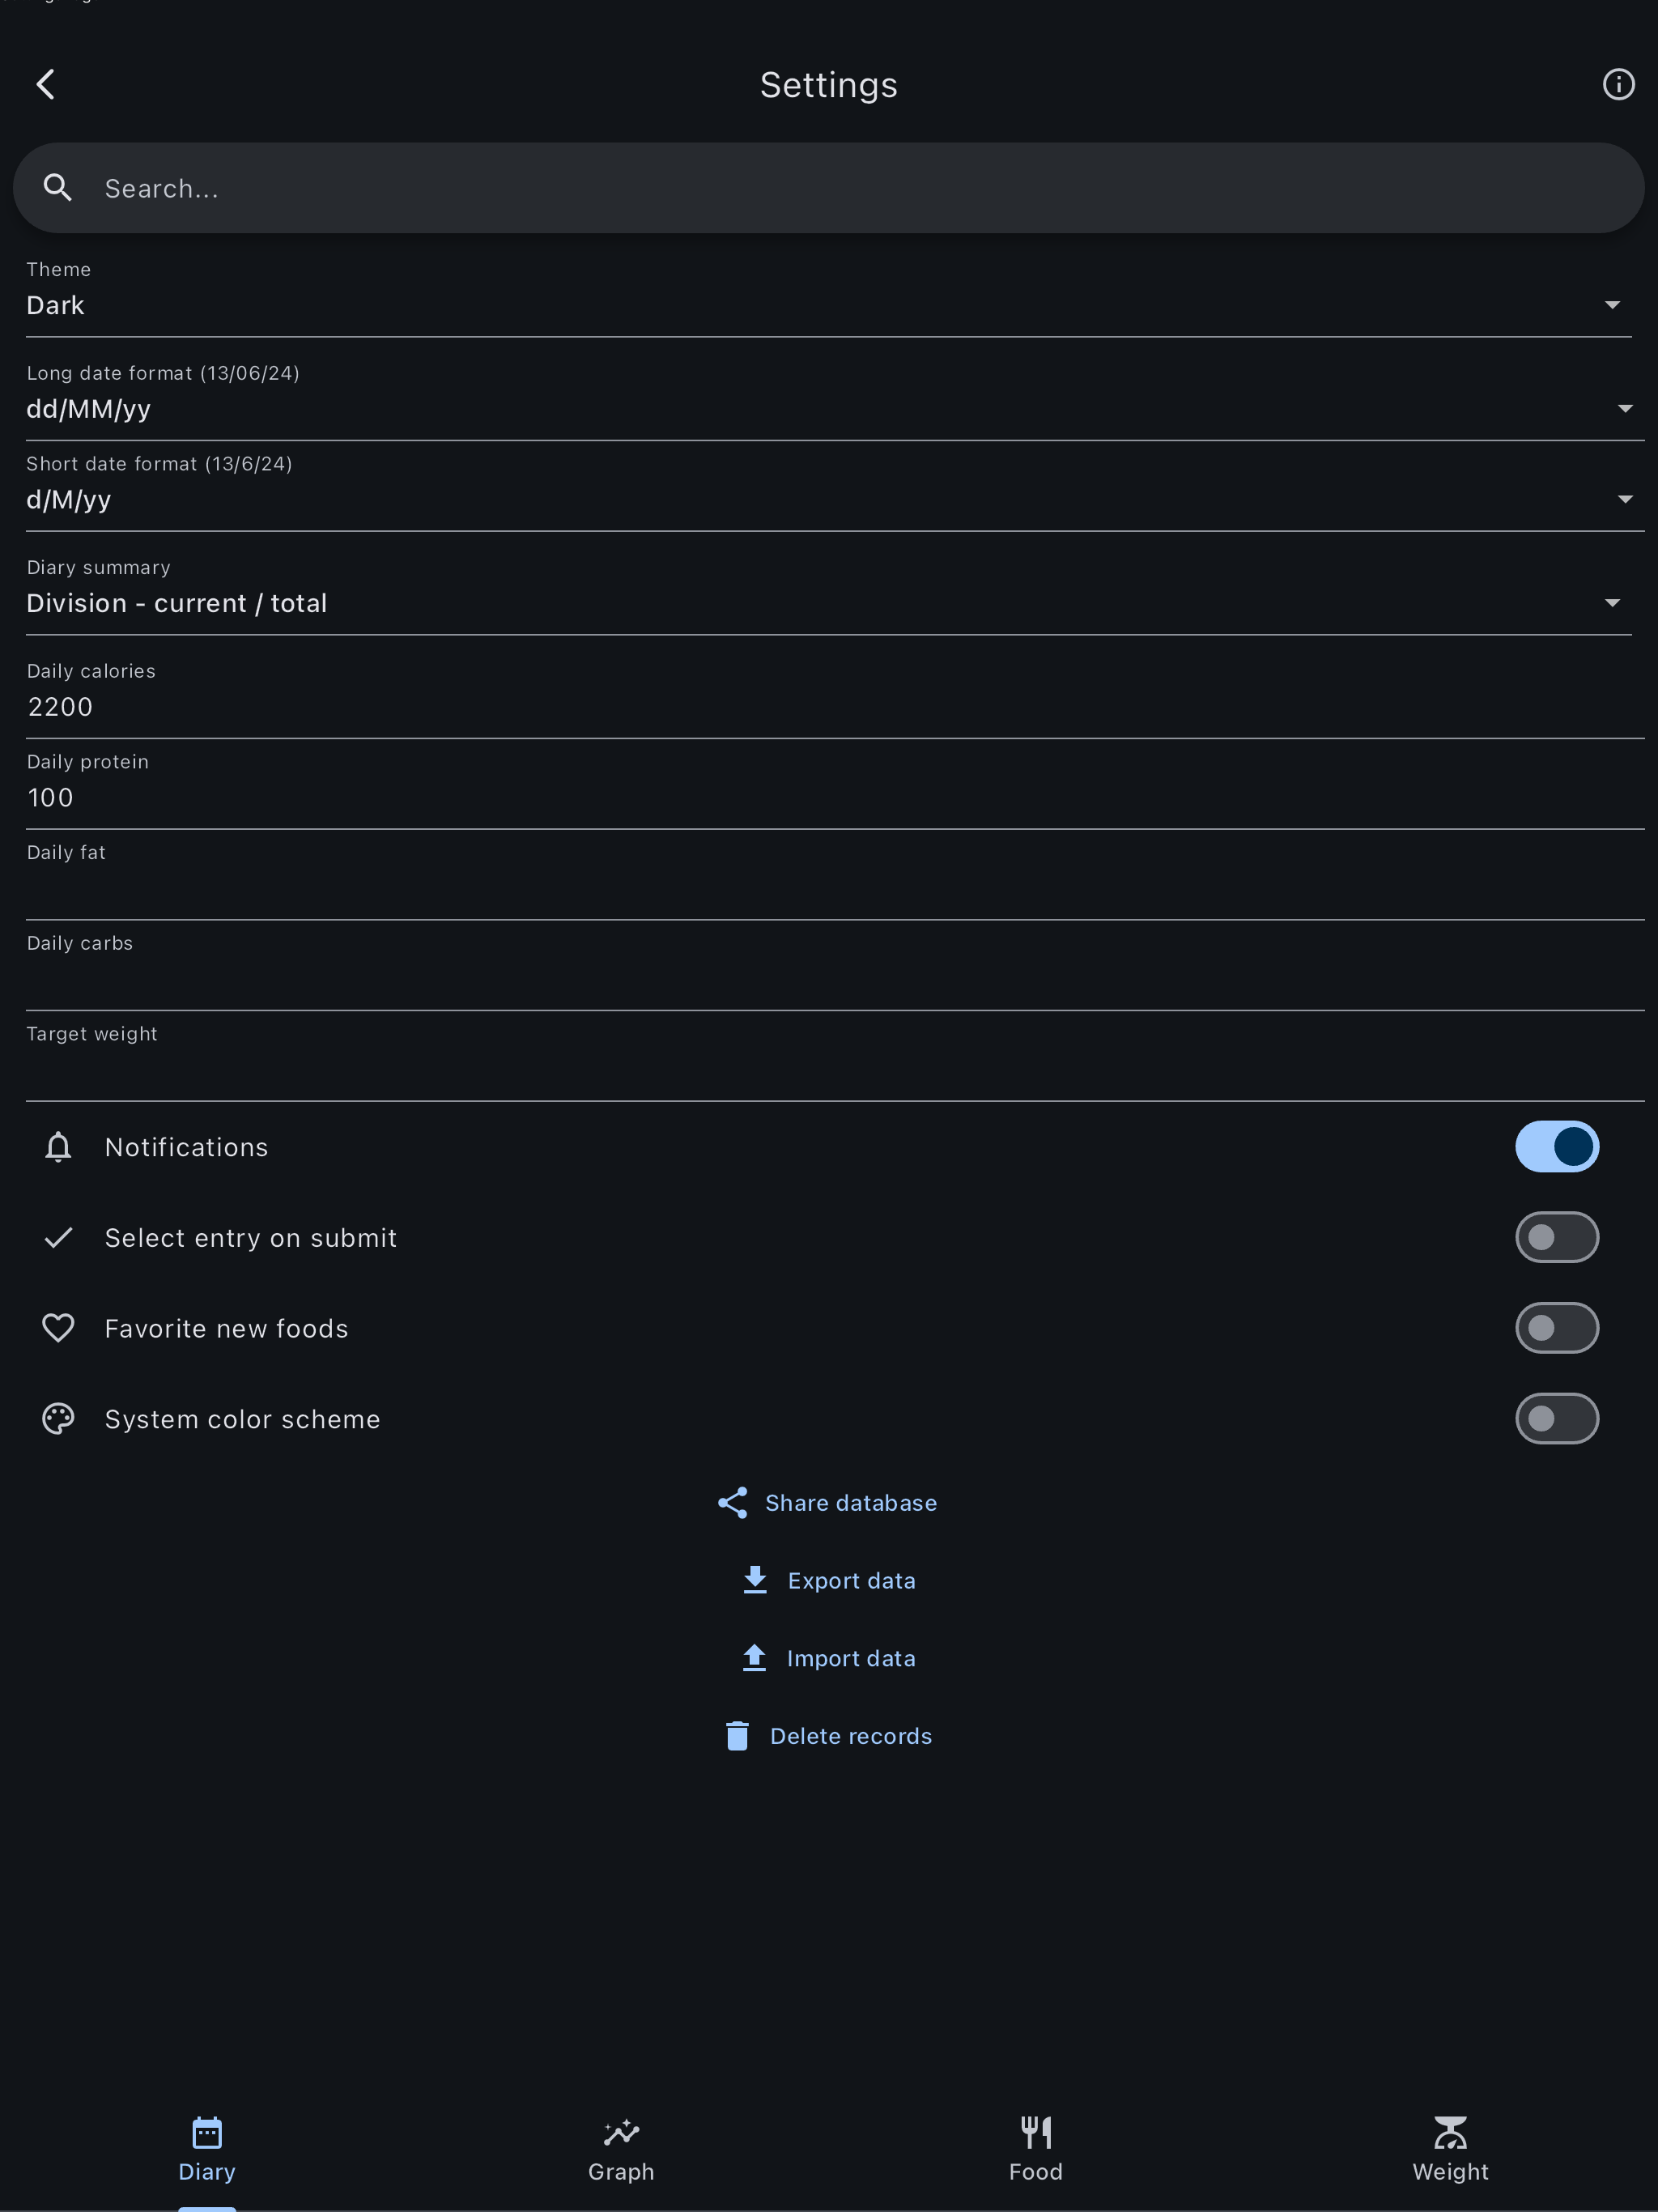 Settings
Search...
Theme
Dark
Long date format (13/06/24)
dd/MM/yy
Short date format (13/6/24)
d/M/yy
Diary summary
Division - current / total
Daily calories
2200
Daily protein
100
Daily fat
Daily carbs
Target weight
Notifications
Select entry on submit
Favorite new foods
System color scheme
Share database
Export data
Import data
Delete records
Diary
Graph
Food
Weight